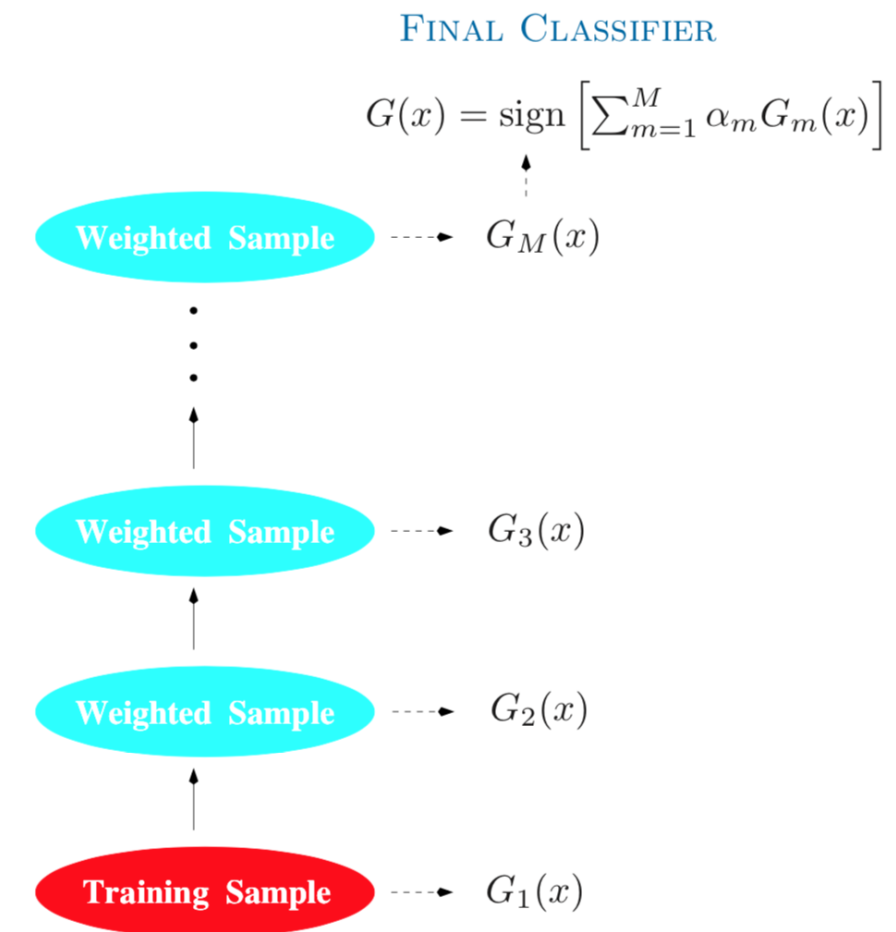 FINAL CLASSIFIER
G(x) = sign [∑_{m=1}^{M} α_m G_m(x)]
Weighted Sample G_M(x)
Weighted Sample G_3(x)
Weighted Sample G_2(x)
Training Sample G_1(x)